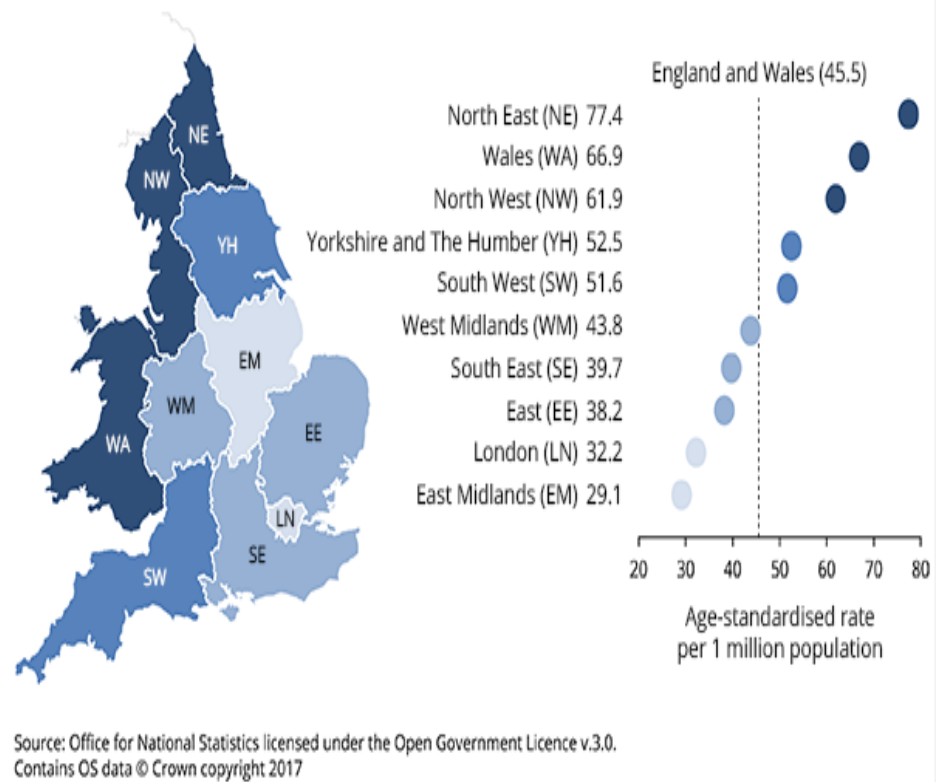 England and Wales (45.5)
North East (NE) 77.4
Wales (WA) 66.9
North West (NW) 61.9
Yorkshire and The Humber (YH) 52.5
South West (SW) 51.6
West Midlands (WM) 43.8
South East (SE) 39.7
East (EE) 38.2
London (LN) 32.2
East Midlands (EM) 29.1
20 30 40 50 60 70 80
Age-standardised rate
per 1 million population
NE
NW
YH
EM
WM
EE
WA
LN
SE
SW
Source: Office for National Statistics licensed under the Open Government Licence v.3.0.
Contains OS data © Crown copyright 2017